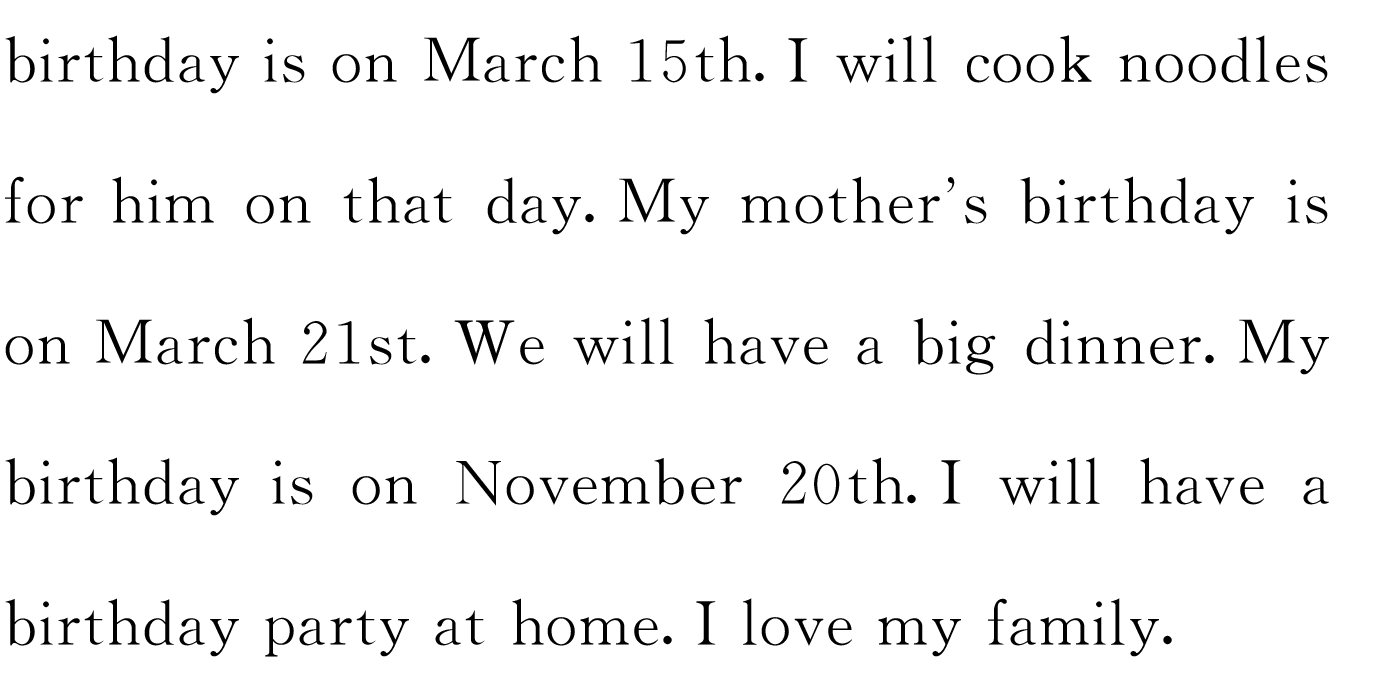 birthday is on March 15th. I will cook noodles
for him on that day. My mother’s birthday is
on March 21st. We will have a big dinner. My
birthday is on November 20th. I will have a
birthday party at home. I love my family.